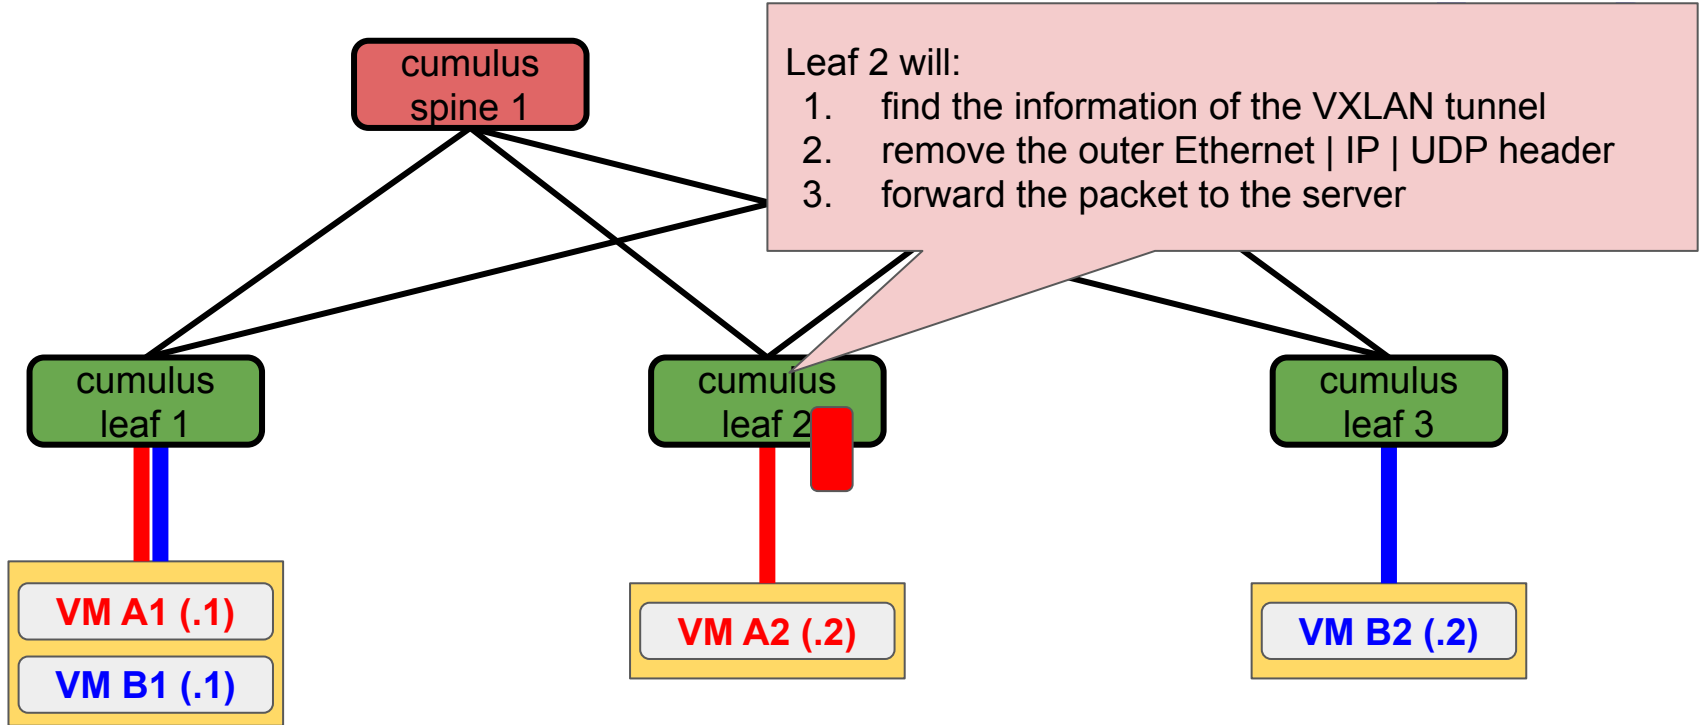 cumulus
spine 1
Leaf 2 will:
1. find the information of the VXLAN tunnel
2. remove the outer Ethernet | IP | UDP header
3. forward the packet to the server
cumulus
leaf 1
cumulus
leaf 2
cumulus
leaf 3
VM A1 (.1)
VM B1 (.1)
VM A2 (.2)
VM B2 (.2)